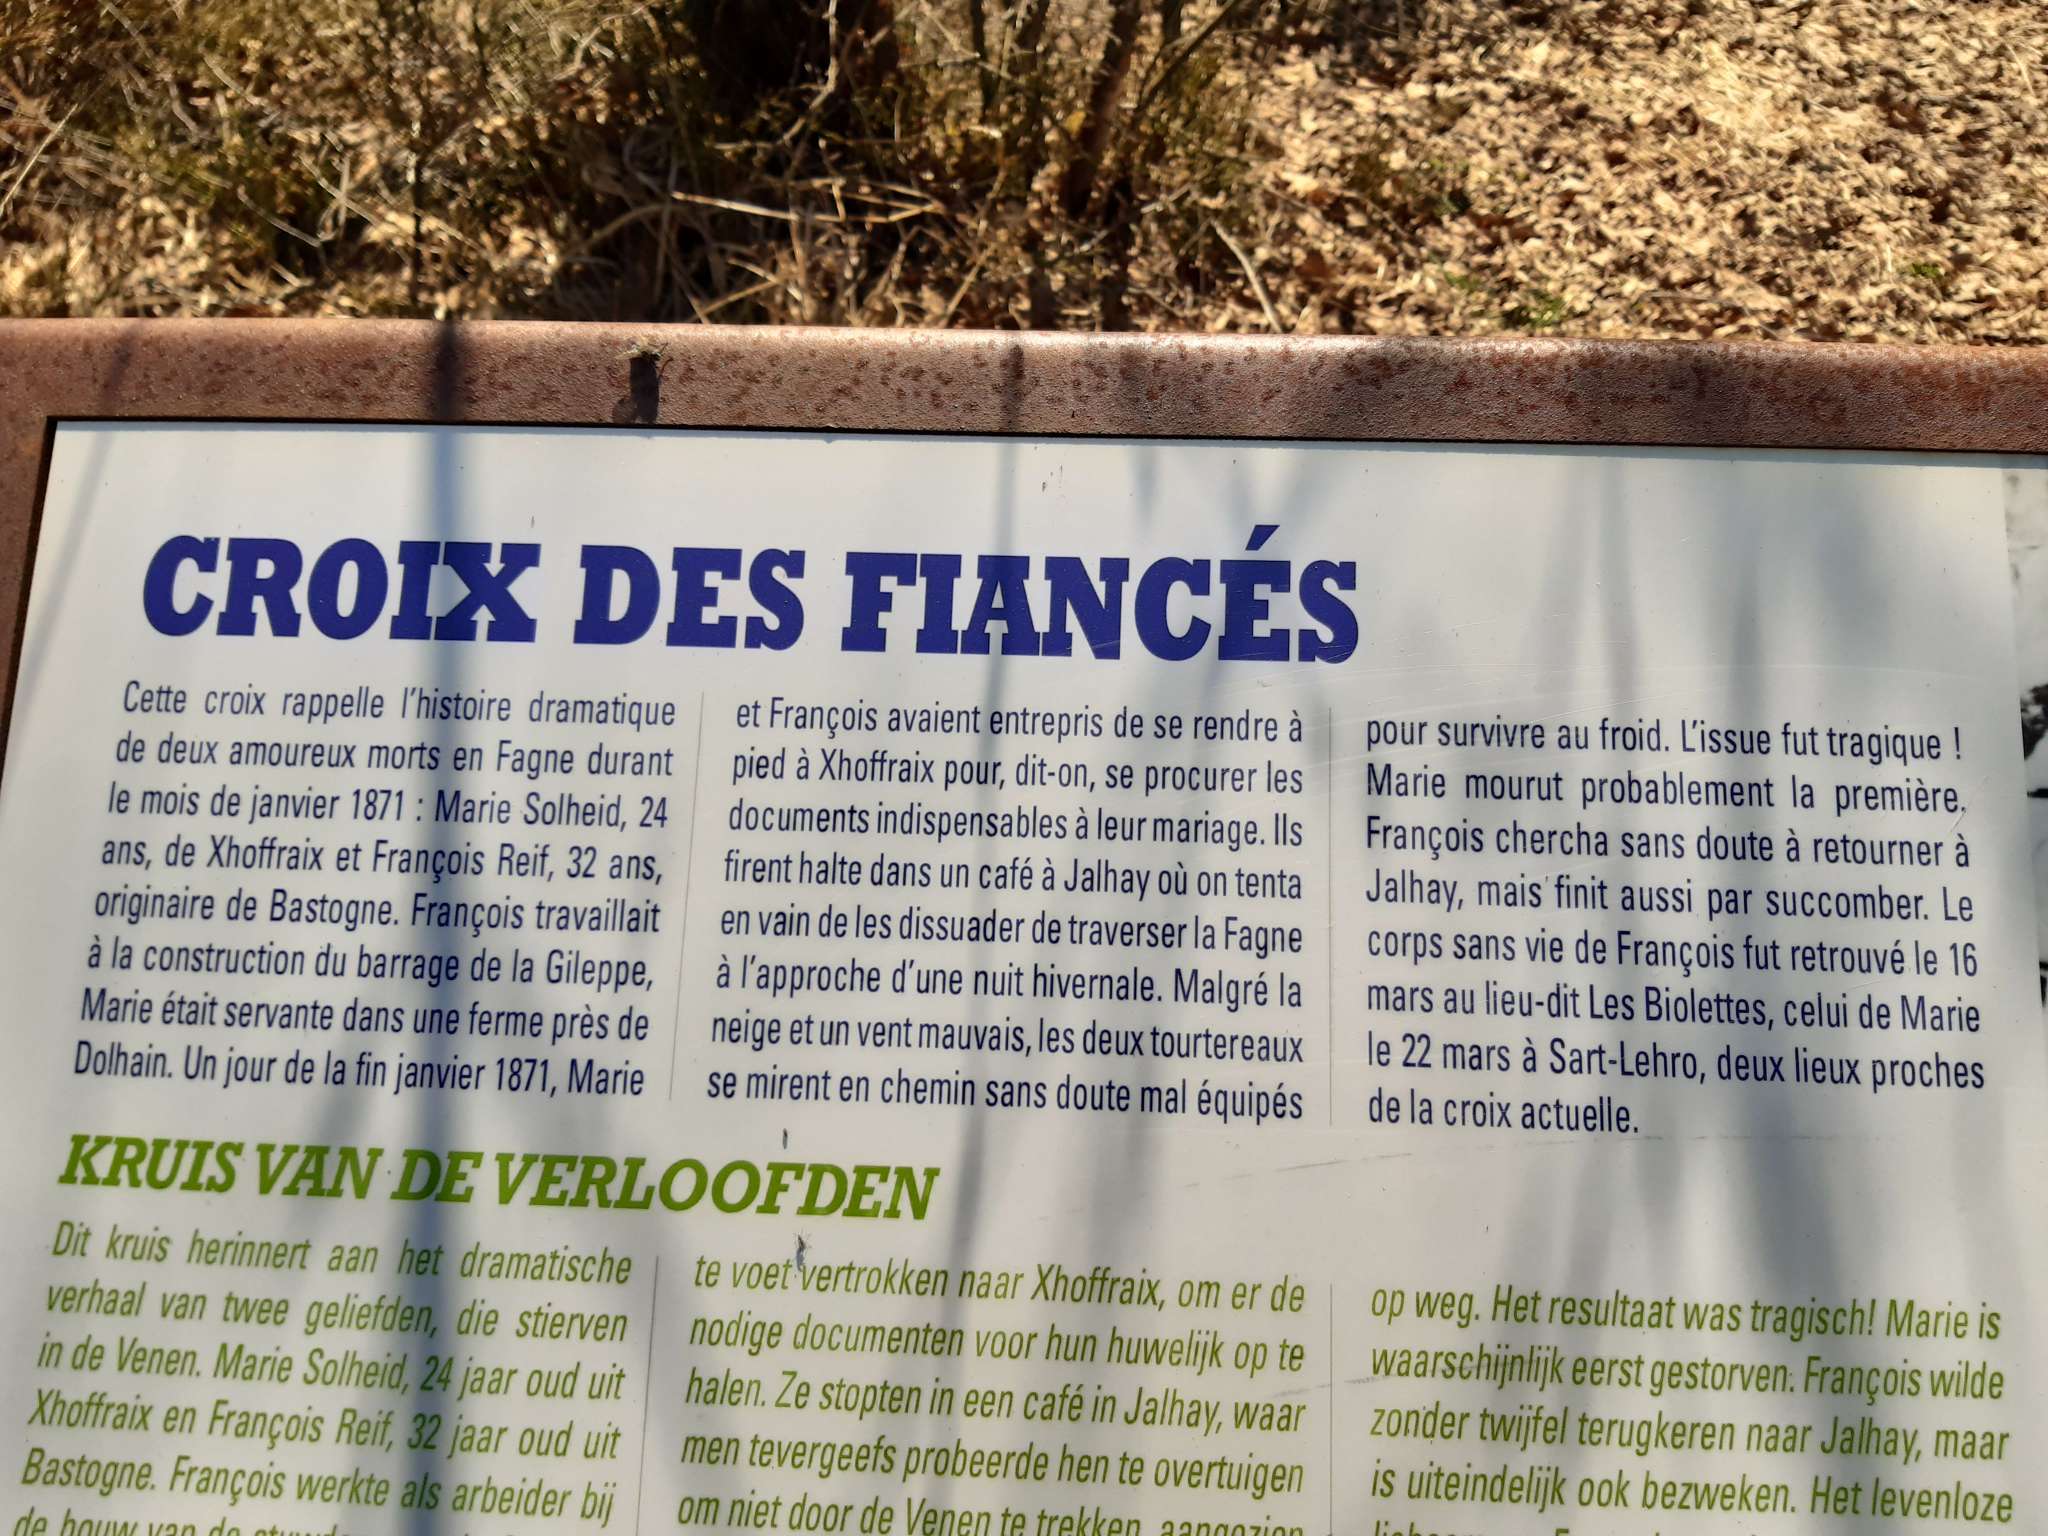 CROIX DES FIANCÉS
Cette croix rappelle l'histoire dramatique
de deux amoureux morts en Fagne durant
le mois de janvier 1871 : Marie Solheid, 24
ans, de Xhoffraix et François Reif, 32 ans,
originaire de Bastogne. François travaillait
à la construction du barrage de la Gileppe,
Marie était servante dans une ferme près de
Dolhain. Un jour de la fin janvier 1871, Marie
et François avaient entrepris de se rendre à
pied à Xhoffraix pour, dit-on, se procurer les
documents indispensables à leur mariage. Ils
firent halte dans un café à Jalhay où on tenta
en vain de les dissuader de traverser la Fagne
à l'approche d'une nuit hivernale. Malgré la
neige et un vent mauvais, les deux tourtereaux
se mirent en chemin sans doute mal équipés
pour survivre au froid. L'issue fut tragique !
Marie mourut probablement la première.
François chercha sans doute à retourner à
Jalhay, mais finit aussi par succomber. Le
corps sans vie de François fut retrouvé le 16
mars au lieu-dit Les Biolettes, celui de Marie
le 22 mars à Sart-Lehro, deux lieux proches
de la croix actuelle.
KRUIS VAN DE VERLOOFDEN
Dit kruis herinnert aan het dramatische
verhaal van twee geliefden, die stierven
in de Venen. Marie Solheid, 24 jaar oud uit
Xhoffraix en François Reif, 32 jaar oud uit
Bastogne. François werkte als arbeider bij
de bouw van de
te voet vertrokken naar Xhoffraix, om er de
nodige documenten voor hun huwelijk op te
halen. Ze stopten in een café in Jalhay, waar
men tevergeefs probeerde hen te overtuigen
om niet door de Venen te trekken, aangezien
op weg. Het resultaat was tragisch! Marie is
waarschijnlijk eerst gestorven. François wilde
zonder twijfel terugkeren naar Jalhay, maar
is uiteindelijk ook bezweken. Het levenloze